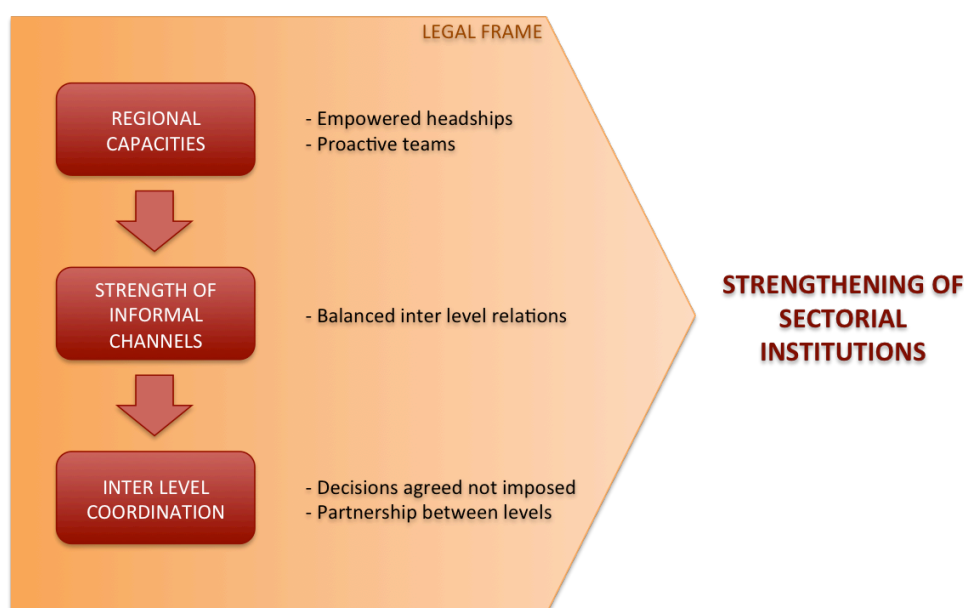 LEGAL FRAME
REGIONAL
CAPACITIES
- Empowered headships
- Proactive teams
STRENGTH OF
INFORMAL
CHANNELS
- Balanced inter level relations
STRENGTHENING OF
SECTORIAL
INSTITUTIONS
INTER LEVEL
COORDINATION
- Decisions agreed not imposed
- Partnership between levels